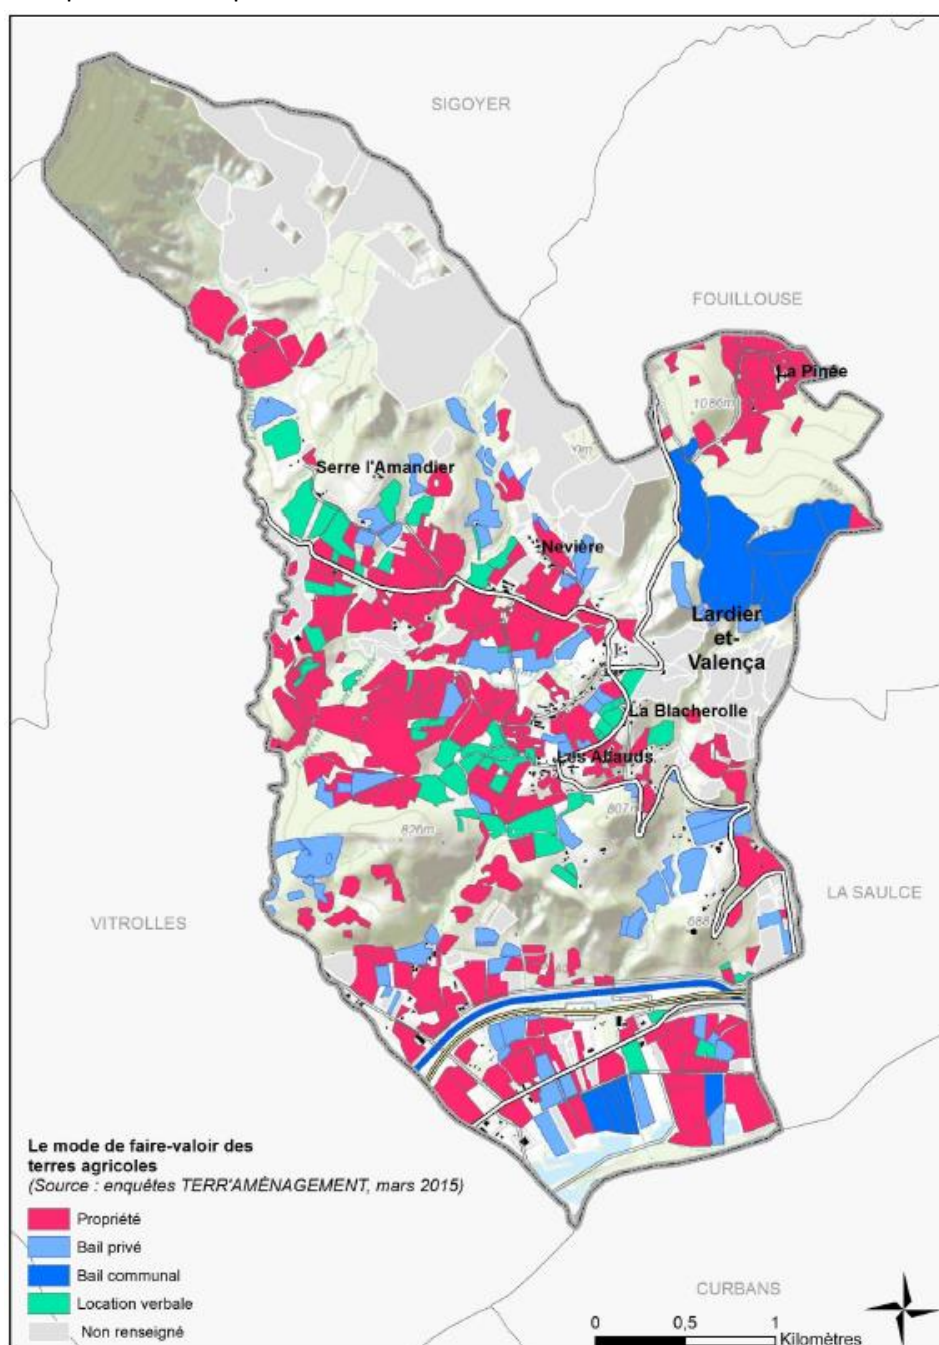 SIGOYER
FOUILLOUSE
La Pinée
1086m
Serre l'Amandier
Nevière
Lardier
et-
Valença
La Blacherolle
Les Abauds
807m
826m
LA SAULCE
VITROLLES
688
Le mode de faire-valoir des
terres agricoles
(Source : enquêtes TERR'AMÉNAGEMENT, mars 2015)
Propriété
Bail privé
Bail communal
Location verbale
Non renseigné
CURBANS
0 0,5 1
Kilomètres